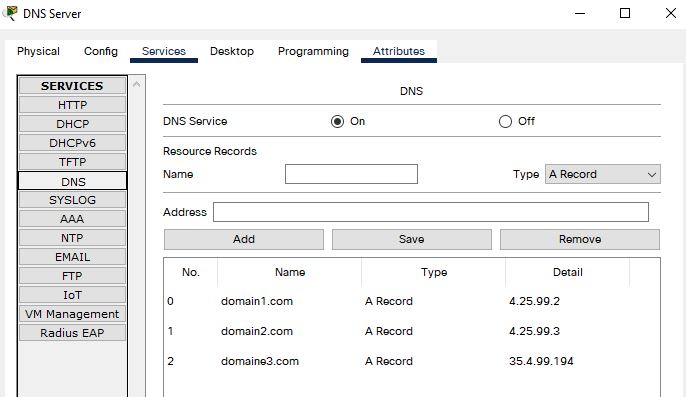 DNS Server
Physical Config Services Desktop Programming Attributes
SERVICES
HTTP
DHCP
DHCPv6
TFTP
DNS
SYSLOG
AAA
NTP
EMAIL
FTP
IoT
VM Management
Radius EAP
DNS
DNS Service On Off
Resource Records
Name Type A Record
Address
Add Save Remove
No. Name Type Detail
0 domain1.com A Record 4.25.99.2
1 domain2.com A Record 4.25.99.3
2 domaine3.com A Record 35.4.99.194